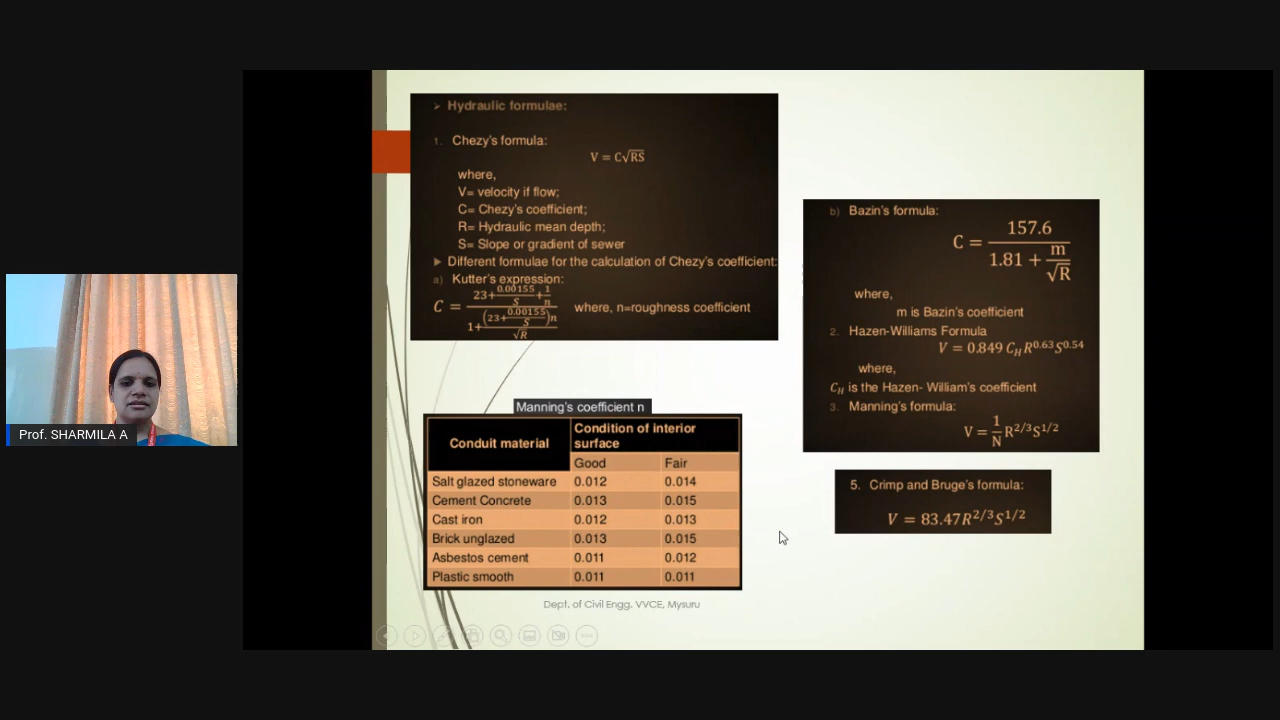 ➢ Hydraulic formulae:
1. Chezy's formula:
V = C√RS
where,
V= velocity if flow;
C= Chezy's coefficient;
R= Hydraulic mean depth;
S= Slope or gradient of sewer
▶ Different formulae for the calculation of Chezy's coefficient:
a) Kutter's expression:
C = (23+0.00155/S+1/n)/(1+(23+0.00155/S)n/√R) where, n=roughness coefficient
Manning's coefficient n
Conduit material Condition of interior surface
Good Fair
Salt glazed stoneware 0.012 0.014
Cement Concrete 0.013 0.015
Cast iron 0.012 0.013
Brick unglazed 0.013 0.015
Asbestos cement 0.011 0.012
Plastic smooth 0.011 0.011
b) Bazin's formula:
C = 157.6/(1.81 + m/√R)
where,
m is Bazin's coefficient
2. Hazen-Williams Formula
V = 0.849 C_H R^0.63 S^0.54
where,
C_H is the Hazen- William's coefficient
3. Manning's formula:
V = 1/N R^2/3 S^1/2
5. Crimp and Bruge's formula:
V = 83.47R^2/3 S^1/2
Dept. of Civil Engg. VVCE, Mysuru
Prof. SHARMILA A